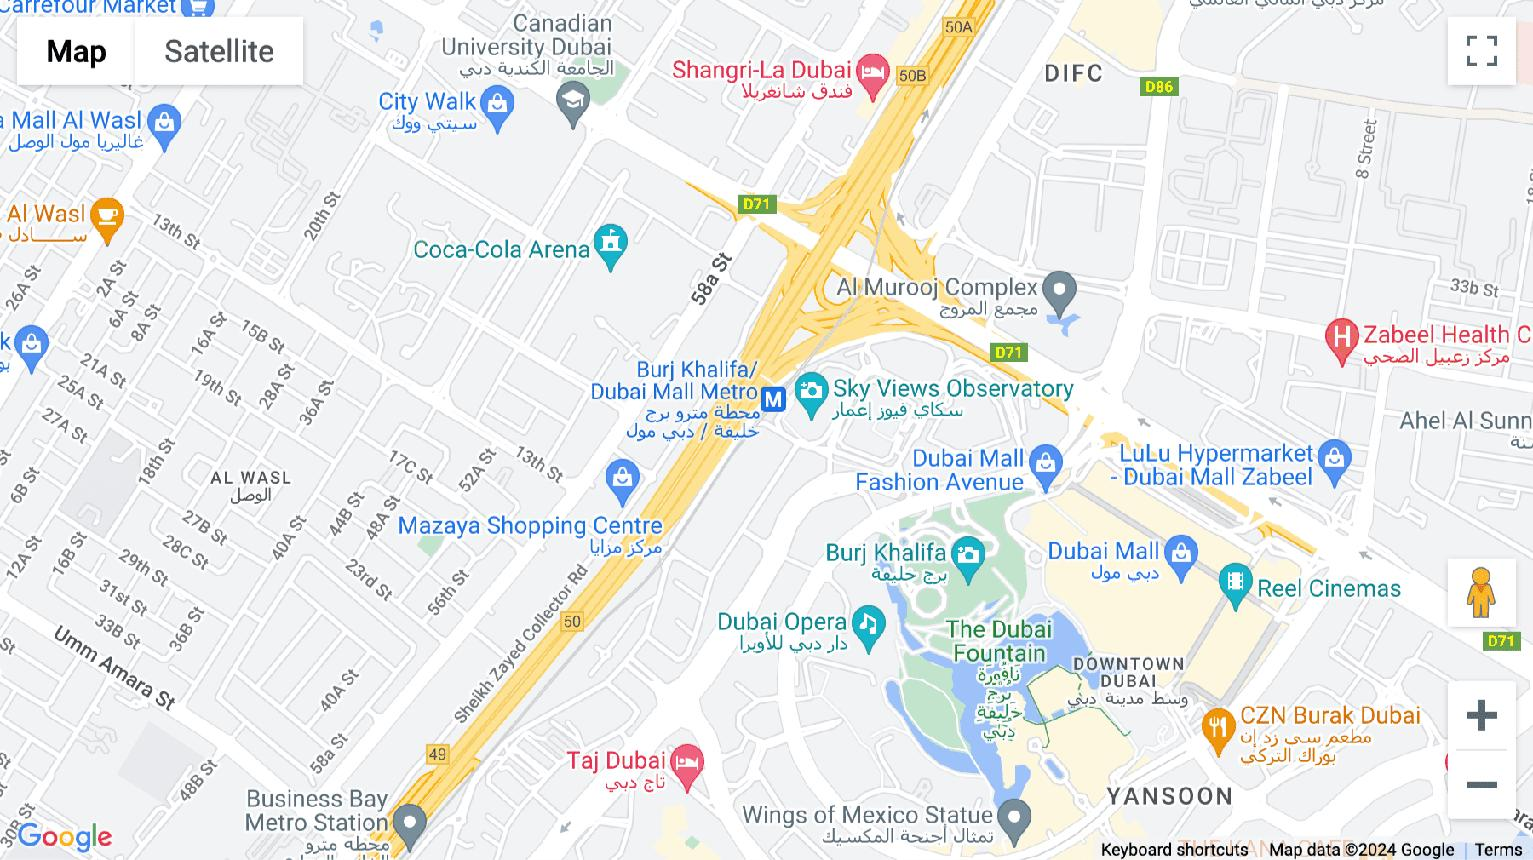 Carrefour Market
Map
Satellite
Canadian
University Dubai
الجامعة الكندية دبي
50A
50B
Shangri-La Dubai
فندق شانغريلا
DIFC
D86
City Walk
سيتي ووك
Mall Al Wasl
غاليريا مول الوصل
8 Street
Al Wasl
13th St
20th St
D71
Coca-Cola Arena
58a St
26A St
2A St
6A St
8A St
16A St
15B St
Al Murooj Complex
مجمع المروج
33b St
D71
Zabeel Health C
مركز زعبيل الصحي
21A St
25A St
19th St
28A St
36A St
27A St
Burj Khalifa/
Dubai Mall Metro
محطة مترو برج
خليفة / دبي مول
Sky Views Observatory
سكاي فيوز إعمار
Ahel Al Sunn
18th St
AL WASL
الوصل
17C St
52A St
13th St
6B St
Dubai Mall
Fashion Avenue
LuLu Hypermarket
- Dubai Mall Zabeel
44B St
48A St
27B St
40A St
28C St
Mazaya Shopping Centre
مركز مزايا
12A St
16B St
29th St
23rd St
31st St
56th St
33B St
36B St
Burj Khalifa
برج خليفة
Dubai Mall
دبي مول
Reel Cinemas
Sheikh Zayed Collector Rd
50
Dubai Opera
دار دبي للأوبرا
The Dubai
Fountain
نَافُورَة
بُرْج
خَلِيفَة
دُبَيّ
D71
DOWNTOWN
DUBAI
وسط مدينة دبي
Umm Amara St
40A St
58a St
48B St
49
CZN Burak Dubai
مطعم سي زد إن
بوراك التركي
Taj Dubai
تاج دبي
YANSOON
Business Bay
Metro Station
محطة مترو
30B St
Wings of Mexico Statue
تمثال أجنحة المكسيك
Google
Keyboard shortcuts
Map data ©2024 Google
Terms